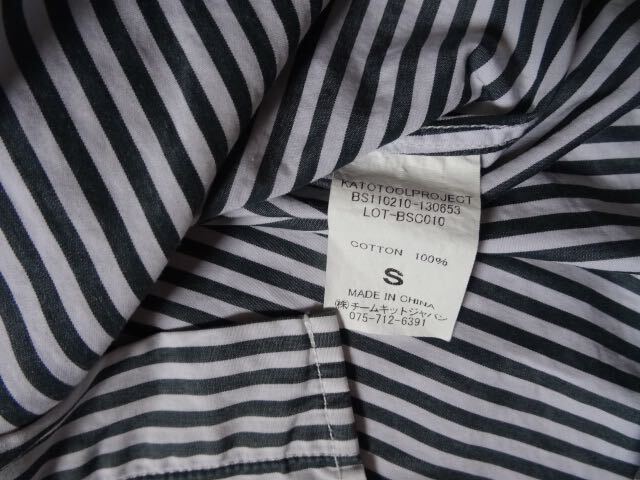 KATOTOOLPROJECT
BS110210-130653
LOT-BSC010
COTTON 100%
S
MADE IN CHINA
(株)チームキットジャパン
075-712-6391